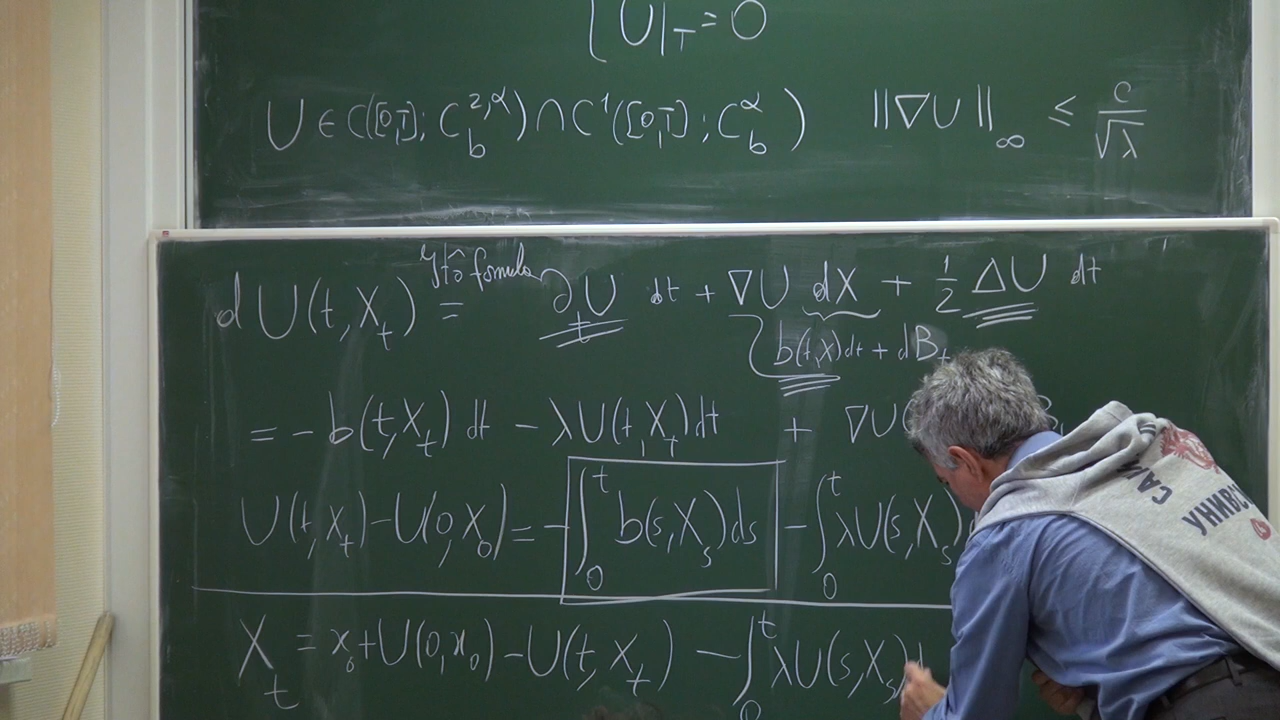 { U|_T = 0
U ∈ C([0,T]; C_b^{2,α}) ∩ C^1([0,T]; C_b^α) ‖∇U‖_∞ ≤ C/√λ
dU(t,X_t) = Itô formula ∂_t U dt + ∇U dX + 1/2 ΔU dt
b(t,X)dt + dB_t
= - b(t,X_t) dt - λU(t,X_t)dt + ∇U(
U(t,X_t) - U(0,X_0) = - ∫_0^t b(s,X_s)ds - ∫_0^t λU(s,X_s)
X_t = x_0 + U(0,x_0) - U(t,X_t) - ∫_0^t λU(s,X_s)
САН
УНИВС